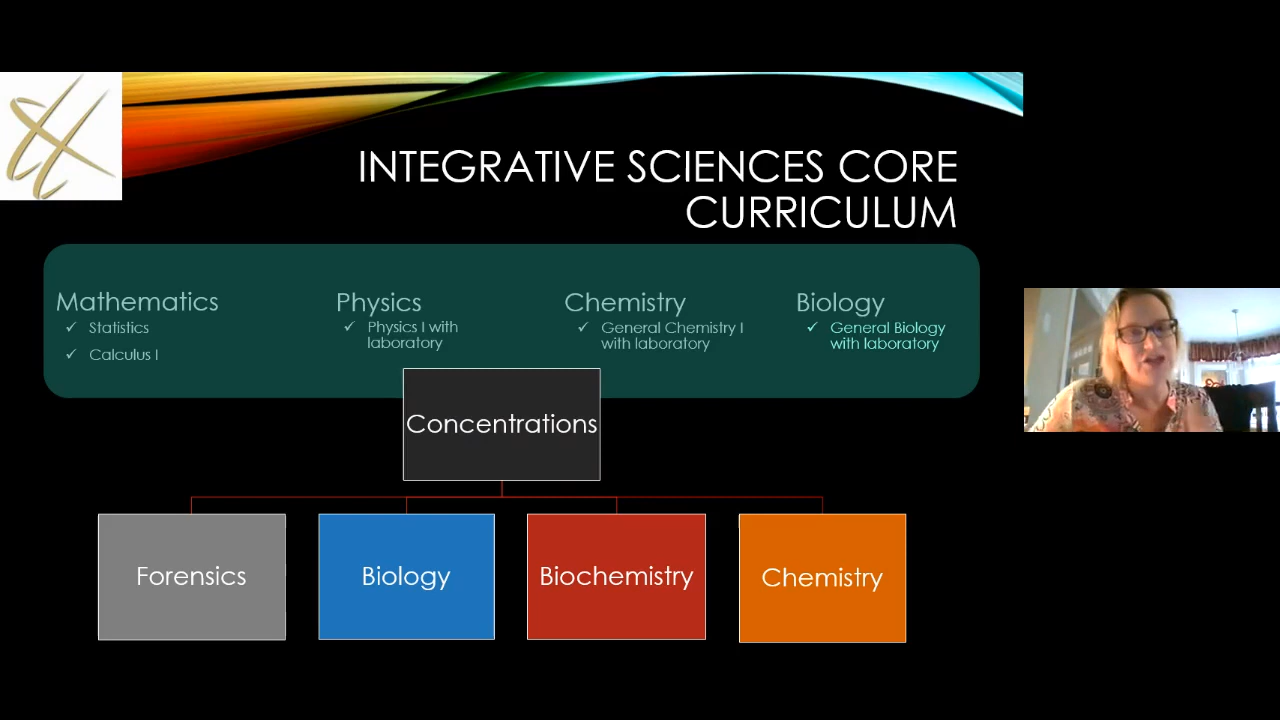 INTEGRATIVE SCIENCES CORE
CURRICULUM
Mathematics
✓ Statistics
✓ Calculus I
Physics
✓ Physics I with
laboratory
Chemistry
✓ General Chemistry I
with laboratory
Biology
✓ General Biology
with laboratory
Concentrations
Forensics
Biology
Biochemistry
Chemistry